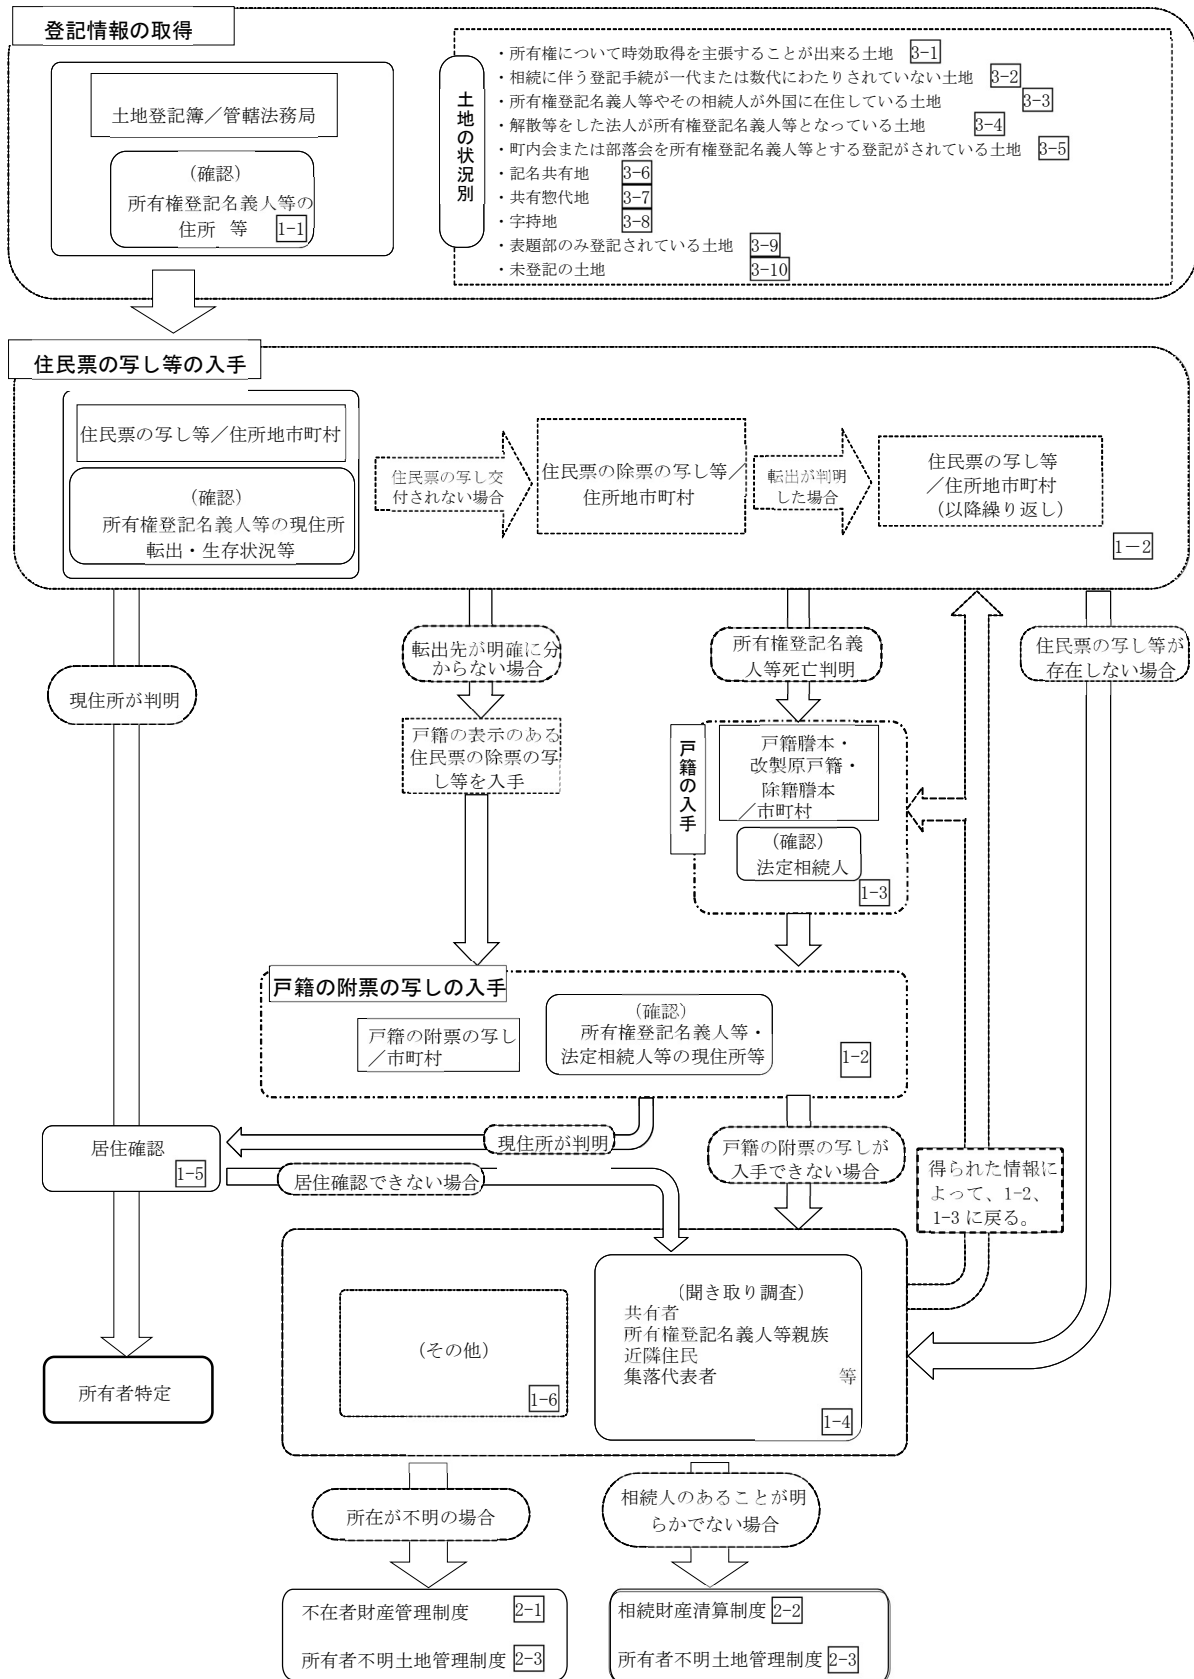 登記情報の取得
土地登記簿／管轄法務局
（確認）
所有権登記名義人等の
住所 等 1-1
土地の状況別
・所有権について時効取得を主張することが出来る土地 3-1
・相続に伴う登記手続が一代または数代にわたりされていない土地 3-2
・所有権登記名義人等やその相続人が外国に在住している土地 3-3
・解散等をした法人が所有権登記名義人等となっている土地 3-4
・町内会または部落会を所有権登記名義人等とする登記がされている土地 3-5
・記名共有地 3-6
・共有惣代地 3-7
・字持地 3-8
・表題部のみ登記されている土地 3-9
・未登記の土地 3-10
住民票の写し等の入手
住民票の写し等／住所地市町村
（確認）
所有権登記名義人等の現住所
転出・生存状況等
住民票の写し交
付されない場合
住民票の除票の写し等／
住所地市町村
転出が判明
した場合
住民票の写し等
／住所地市町村
（以降繰り返し）
1－2
現住所が判明
転出先が明確に分
からない場合
所有権登記名義
人等死亡判明
住民票の写し等が
存在しない場合
戸籍の表示のある
住民票の除票の写
し等を入手
戸籍の入手
戸籍謄本・
改製原戸籍・
除籍謄本
／市町村
（確認）
法定相続人
1-3
戸籍の附票の写しの入手
戸籍の附票の写し
／市町村
（確認）
所有権登記名義人等・
法定相続人等の現住所等
1-2
現住所が判明
戸籍の附票の写しが
入手できない場合
居住確認
1-5
居住確認できない場合
得られた情報に
よって、1-2、
1-3 に戻る。
（その他）
1-6
（聞き取り調査）
共有者
所有権登記名義人等親族
近隣住民
集落代表者 等
1-4
所有者特定
所在が不明の場合
相続人のあることが明
らかでない場合
不在者財産管理制度 2-1
所有者不明土地管理制度 2-3
相続財産清算制度 2-2
所有者不明土地管理制度 2-3